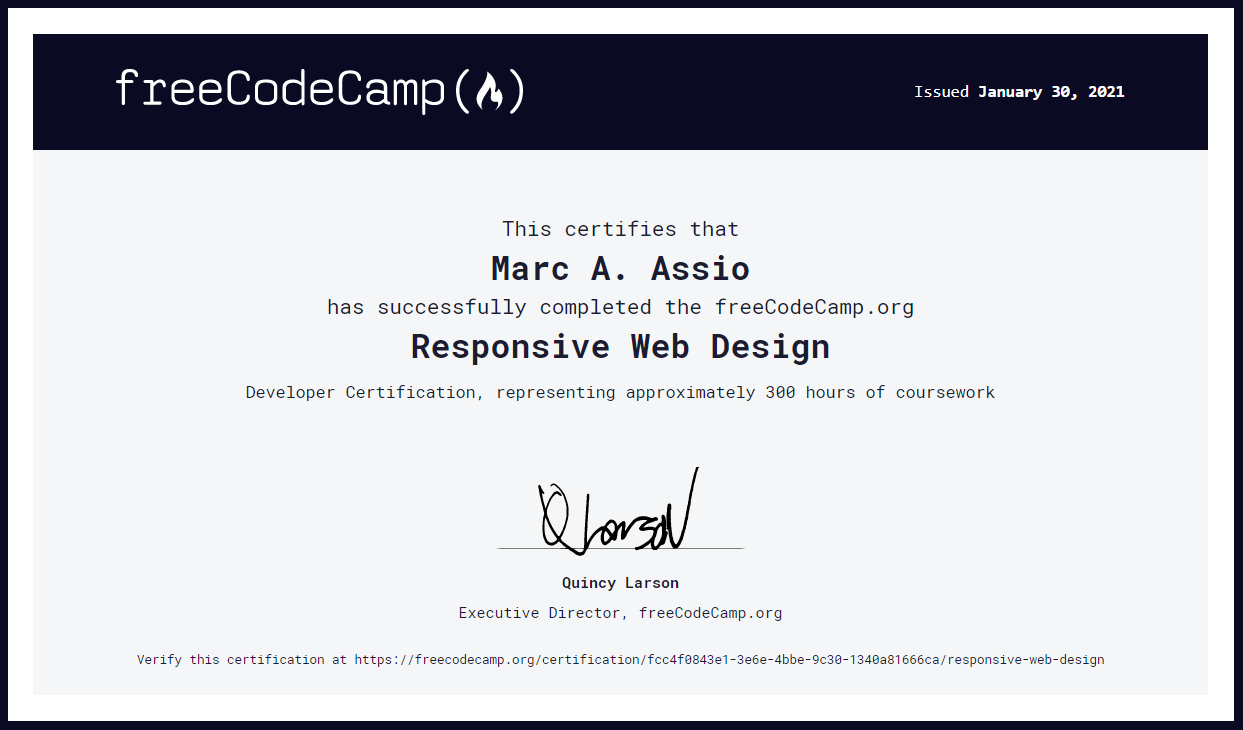 freeCodeCamp(🔥)
Issued January 30, 2021
This certifies that
Marc A. Assio
has successfully completed the freeCodeCamp.org
Responsive Web Design
Developer Certification, representing approximately 300 hours of coursework
Q Larson
Quincy Larson
Executive Director, freeCodeCamp.org
Verify this certification at https://freecodecamp.org/certification/fcc4f0843e1-3e6e-4bbe-9c30-1340a81666ca/responsive-web-design